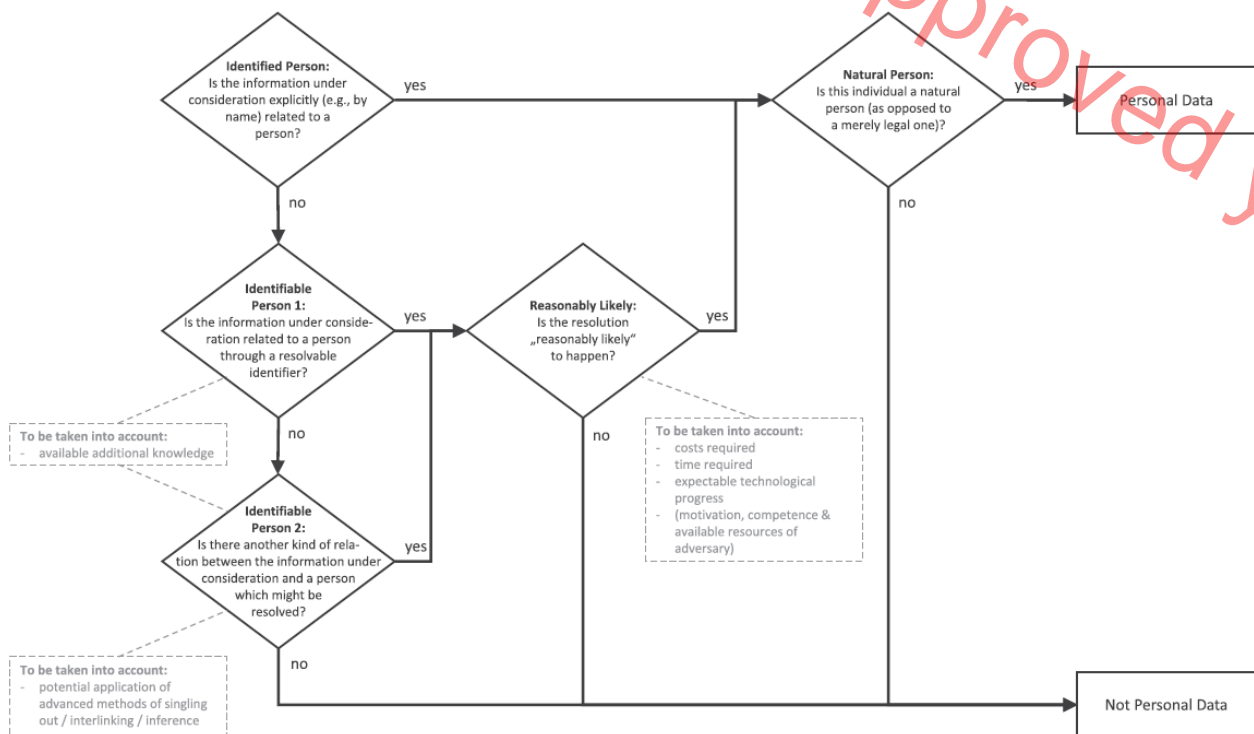 Identified Person:
Is the information under
consideration explicitly (e.g., by
name) related to a
person?
yes
no
Natural Person:
Is this individual a natural
person (as opposed to
a merely legal one)?
yes
no
Personal Data
pproved y
Identifiable
Person 1:
Is the information under conside-
ration related to a person
through a resolvable
identifier?
yes
no
Reasonably Likely:
Is the resolution
„reasonably likely“
to happen?
yes
no
To be taken into account:
- available additional knowledge
To be taken into account:
- costs required
- time required
- expectable technological
progress
- (motivation, competence &
available resources of
adversary)
Identifiable
Person 2:
Is there another kind of rela-
tion between the information under
consideration and a person
which might be
resolved?
yes
no
To be taken into account:
- potential application of
advanced methods of singling
out / interlinking / inference
Not Personal Data